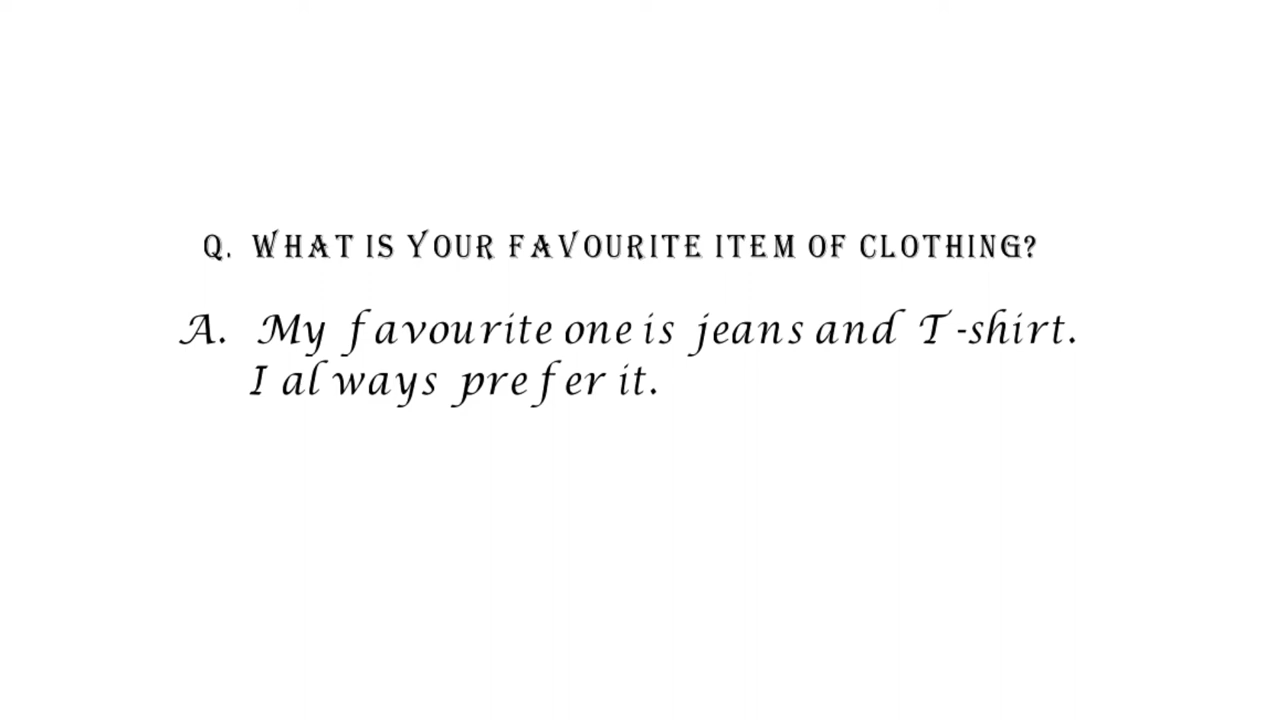 Q. WHAT IS YOUR FAVOURITE ITEM OF CLOTHING?
A. My favourite one is jeans and T-shirt.
I always prefer it.